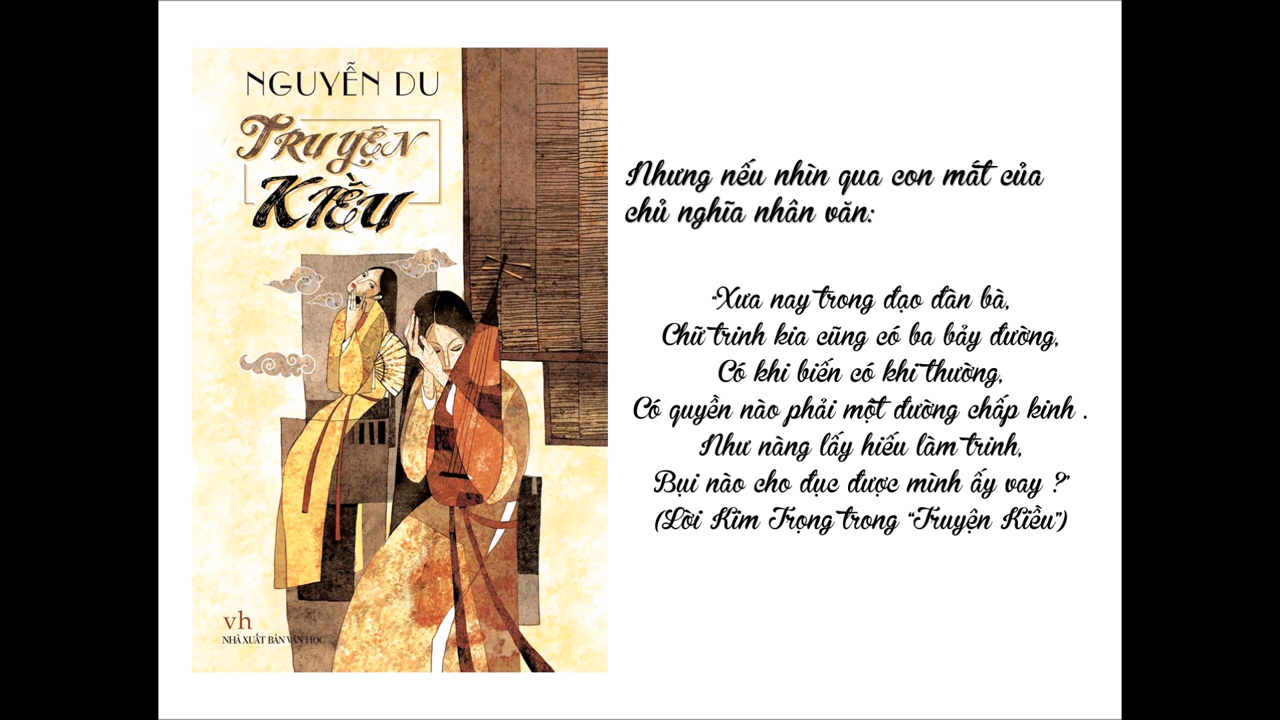 NGUYỄN DU
TRUYỆN
KIỀU
vh
NHÀ XUẤT BẢN VĂN HỌC
Nhưng nếu nhìn qua con mắt của
chủ nghĩa nhân văn:
"Xưa nay trong đạo đàn bà,
Chữ trinh kia cũng có ba bảy đường,
Có khi biến có khi thường,
Có quyền nào phải một đường chấp kinh .
Như nàng lấy hiếu làm trinh,
Bụi nào cho đục được mình ấy vay ?"
(Lời Kim Trọng trong "Truyện Kiều")